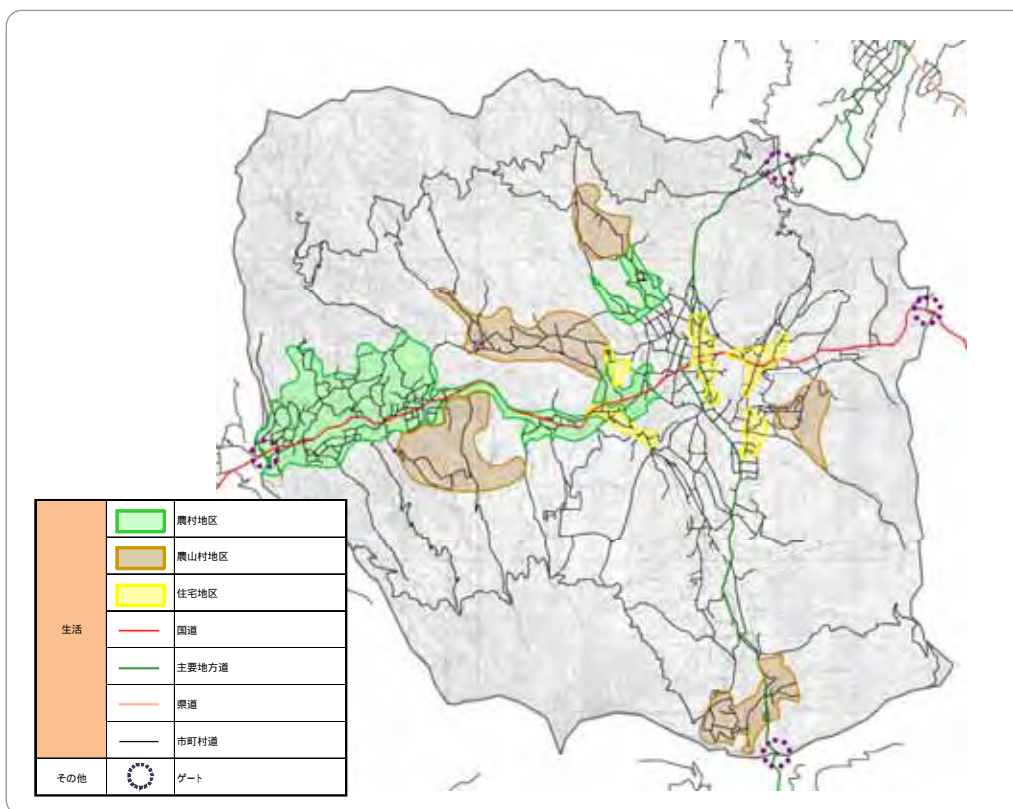 生活
農村地区
農山村地区
住宅地区
国道
主要地方道
県道
市町村道
その他
ゲート